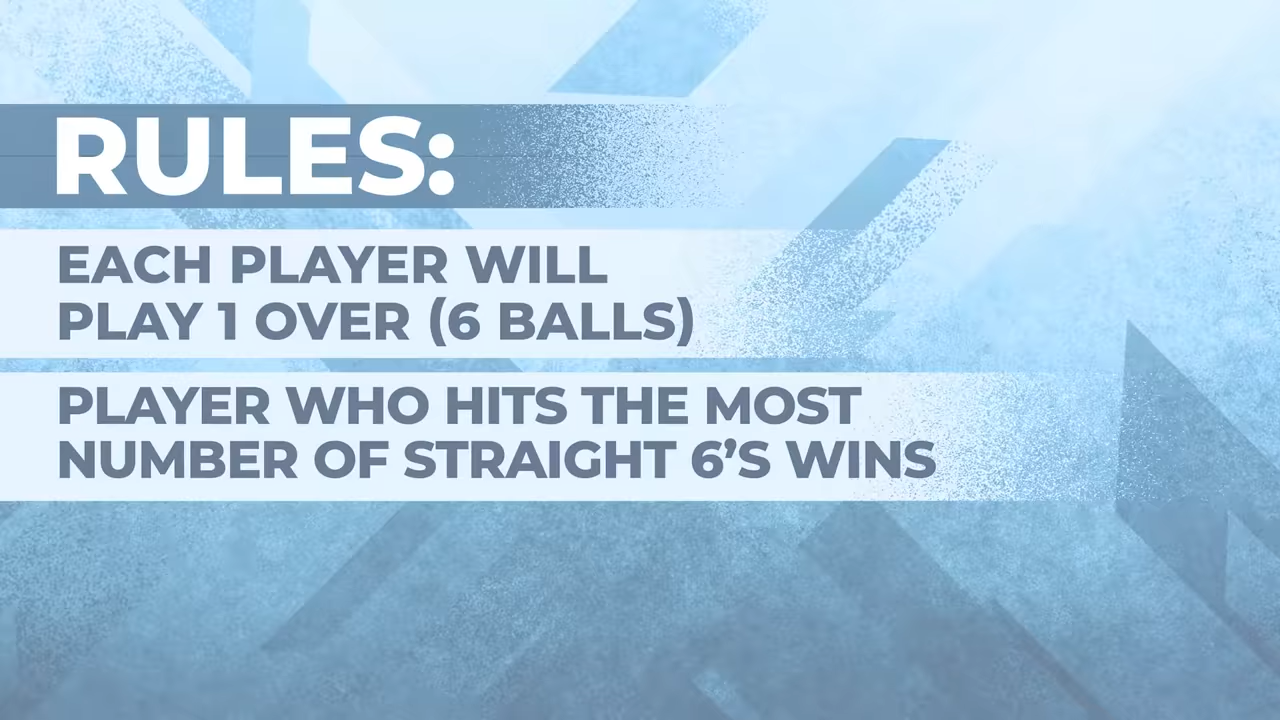 RULES:
EACH PLAYER WILL
PLAY 1 OVER (6 BALLS)
PLAYER WHO HITS THE MOST
NUMBER OF STRAIGHT 6’S WINS